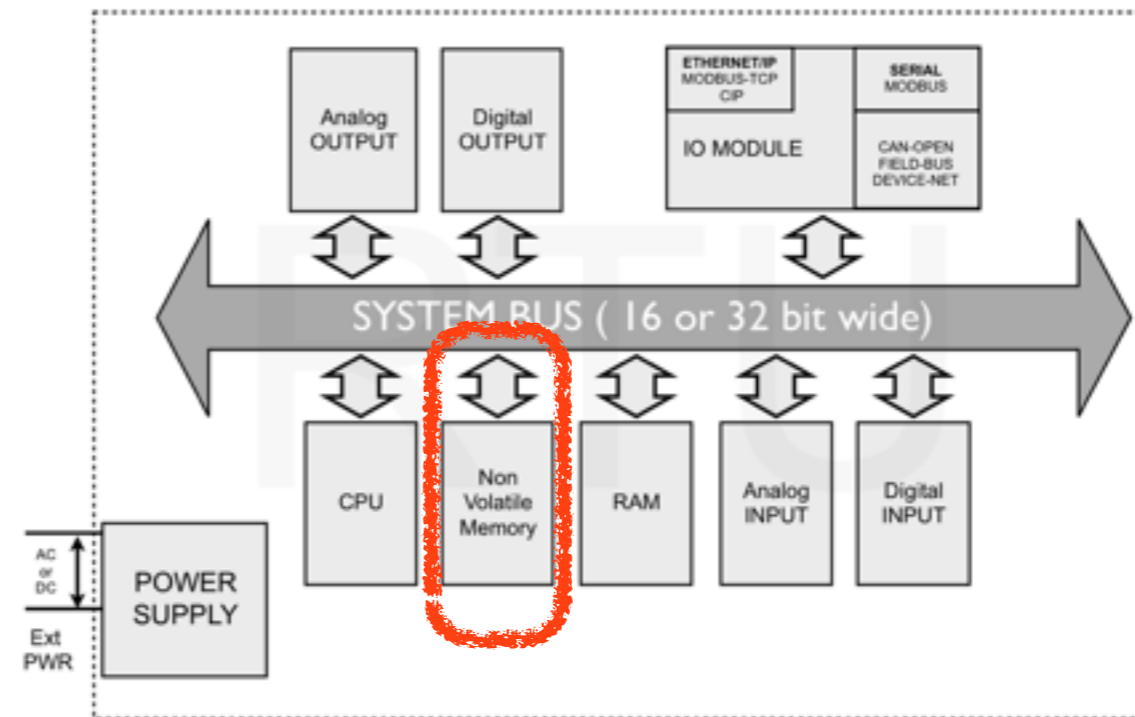 Analog
OUTPUT
Digital
OUTPUT
ETHERNET/IP
MODBUS-TCP
CIP
IO MODULE
SERIAL
MODBUS
CAN-OPEN
FIELD-BUS
DEVICE-NET
RTU
SYSTEM BUS ( 16 or 32 bit wide)
CPU
Non
Volatile
Memory
RAM
Analog
INPUT
Digital
INPUT
AC
or
DC
Ext
PWR
POWER
SUPPLY